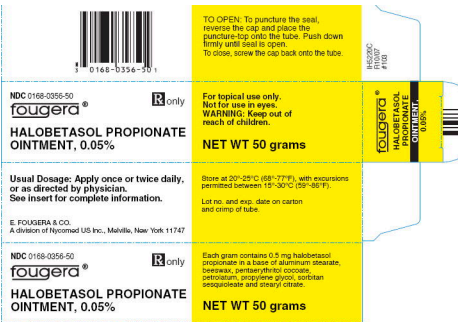 3 0168-0356-50 1
TO OPEN: To puncture the seal,
reverse the cap and place the
puncture-top onto the tube. Push down
firmly until seal is open.
To close, screw the cap back onto the tube.
R10/07
#103
NDC 0168-0356-50
fougera®
Rx only
HALOBETASOL PROPIONATE
OINTMENT, 0.05%
For topical use only.
Not for use in eyes.
WARNING: Keep out of
reach of children.
NET WT 50 grams
fougera®
HALOBETASOL
PROPIONATE
OINTMENT,
0.05%
Usual Dosage: Apply once or twice daily,
or as directed by physician.
See insert for complete information.
E. FOUGERA & CO.
A division of Nycomed US Inc., Melville, New York 11747
Store at 20°-25°C (68°-77°F), with excursions
permitted between 15°-30°C (59°-86°F).
Lot no. and exp. date on carton
and crimp of tube.
NDC 0168-0356-50
fougera®
Rx only
HALOBETASOL PROPIONATE
OINTMENT, 0.05%
Each gram contains 0.5 mg halobetasol
propionate in a base of aluminum stearate,
beeswax, pentaerythritol cocoate,
petrolatum, propylene glycol, sorbitan
sesquioleate and stearyl citrate.
NET WT 50 grams